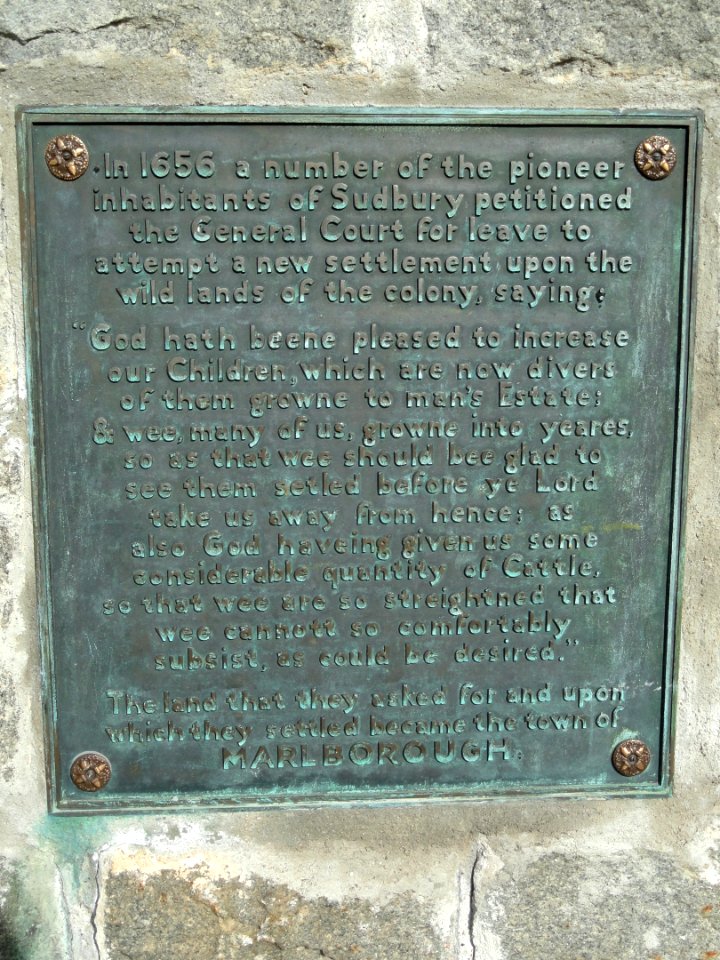 ·In 1656 a number of the pioneer
inhabitants of Sudbury petitioned
the General Court for leave to
attempt a new settlement upon the
wild lands of the colony, saying;
"God hath beene pleased to increase
our Children, which are now divers
of them growne to man's Estate;
& wee, many of us, growne into yeares,
so as that wee should bee glad to
see them setled before ye Lord
take us away from hence; as
also God haveing given us some
considerable quantity of Cattle,
so that wee are so streightned that
wee cannott so comfortably
subsist, as could be desired."
The land that they asked for and upon
which they settled became the town of
MARLBOROUGH.